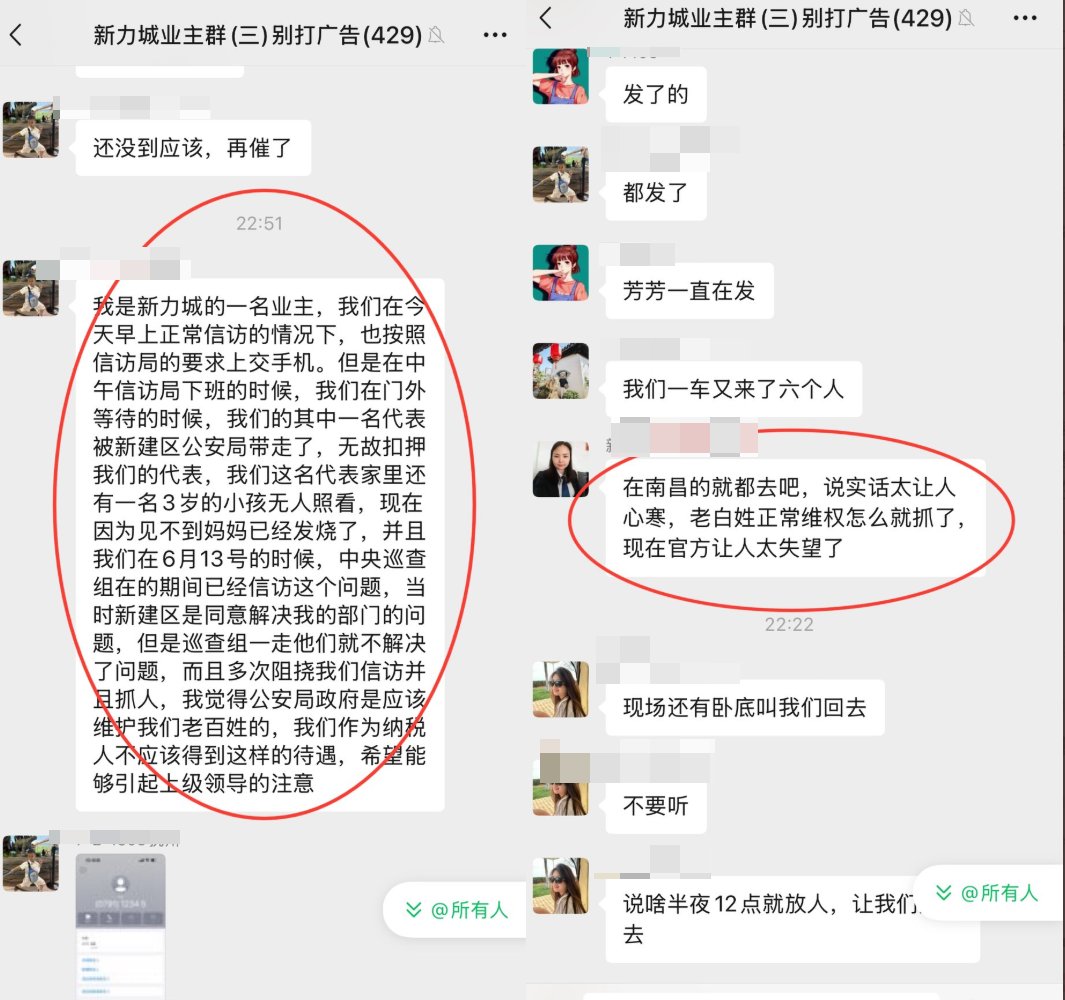 新力城业主群(三)别打广告(429)
还没到应该，再催了
22:51
我是新力城的一名业主，我们在今
天早上正常信访的情况下，也按照
信访局的要求上交手机。但是在中
午信访局下班的时候，我们在门外
等待的时候，我们的其中一名代表
被新建区公安局带走了，无故扣押
我们的代表，我们这名代表家里还
有一名3岁的小孩无人照看，现在
因为见不到妈妈已经发烧了，并且
我们在6月13号的时候，中央巡查
组在的期间已经信访这个问题，当
时新建区是同意解决我的部门的问
题，但是巡查组一走他们就不解决
了问题，而且多次阻挠我们信访并
且抓人，我觉得公安局政府是应该
维护我们老百姓的，我们作为纳税
人不应该得到这样的待遇，希望能
够引起上级领导的注意
@所有人
新力城业主群(三)别打广告(429)
发了的
都发了
芳芳一直在发
我们一车又来了六个人
在南昌的就都去吧，说实话太让人
心寒，老白姓正常维权怎么就抓了，
现在官方让人太失望了
22:22
现场还有卧底叫我们回去
不要听
说啥半夜12点就放人，让我们
去
@所有人